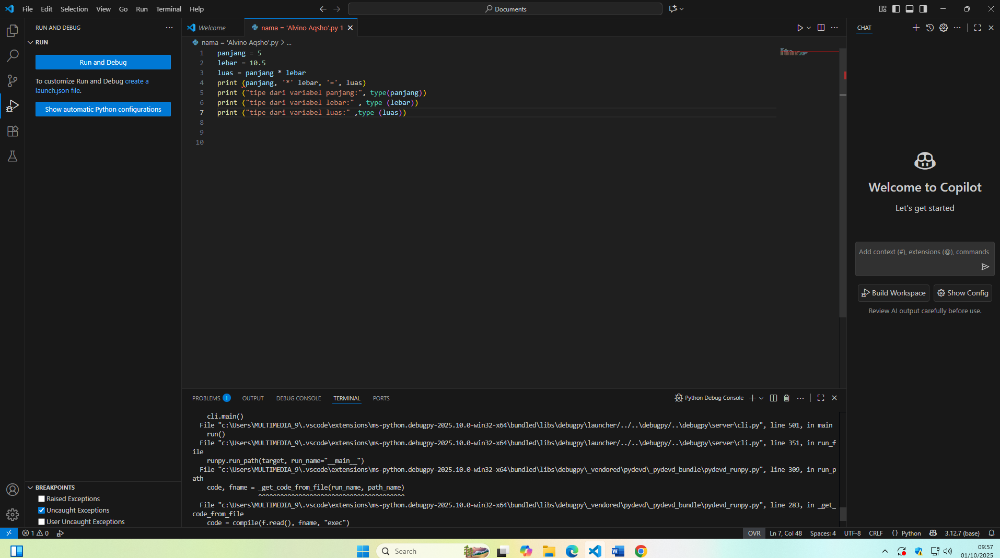 File Edit Selection View Go Run Terminal Help
Documents
RUN AND DEBUG
RUN
Run and Debug
To customize Run and Debug create a
launch.json file.
Show automatic Python configurations
Welcome
nama = 'Alvino Aqsho'.py 1
nama = 'Alvino Aqsho'.py > ...
1 panjang = 5
2 lebar = 10.5
3 luas = panjang * lebar
4 print (panjang, '*' lebar, '=', luas)
5 print ("tipe dari variabel panjang:", type(panjang))
6 print ("tipe dari variabel lebar:" , type (lebar))
7 print ("tipe dari variabel luas:" ,type (luas))
8
9
10
CHAT
Welcome to Copilot
Let's get started
Add context (#), extensions (@), commands
Build Workspace Show Config
Review AI output carefully before use.
PROBLEMS 1 OUTPUT DEBUG CONSOLE TERMINAL PORTS
Python Debug Console
cli.main()
File "c:\Users\MULTIMEDIA_9\.vscode\extensions\ms-python.debugpy-2025.10.0-win32-x64\bundled\libs\debugpy\launcher/../..\debugpy/..\debugpy\server\cli.py", line 501, in main
run()
File "c:\Users\MULTIMEDIA_9\.vscode\extensions\ms-python.debugpy-2025.10.0-win32-x64\bundled\libs\debugpy\launcher/../..\debugpy/..\debugpy\server\cli.py", line 351, in run_f
ile
runpy.run_path(target, run_name="__main__")
File "c:\Users\MULTIMEDIA_9\.vscode\extensions\ms-python.debugpy-2025.10.0-win32-x64\bundled\libs\debugpy\_vendored\pydevd\_pydevd_bundle\pydevd_runpy.py", line 309, in run_p
ath
code, fname = _get_code_from_file(run_name, path_name)
^^^^^^^^^^^^^^^^^^^^^^^^^^^^^^^^^^^^^^^^
File "c:\Users\MULTIMEDIA_9\.vscode\extensions\ms-python.debugpy-2025.10.0-win32-x64\bundled\libs\debugpy\_vendored\pydevd\_pydevd_bundle\pydevd_runpy.py", line 283, in _get_
code_from_file
code = compile(f.read(), fname, "exec")
BREAKPOINTS
Raised Exceptions
Uncaught Exceptions
User Uncaught Exceptions
1 0
OVR Ln 7, Col 48 Spaces: 4 UTF-8 CRLF {} Python 3.12.7 (base)
Search
09:57
01/10/2025